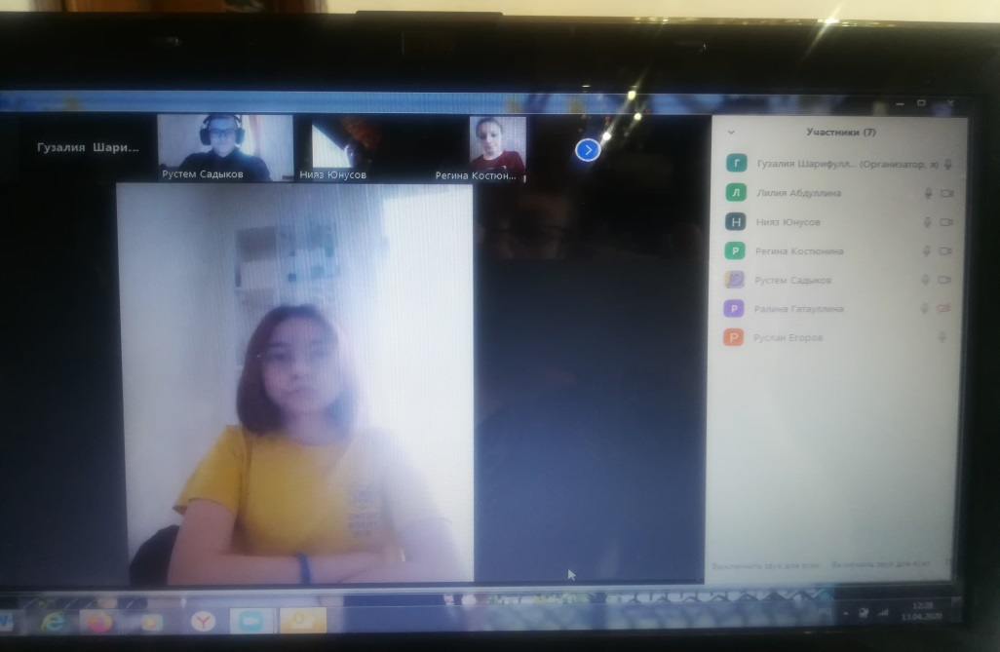 Гузалия Шари...
Рустем Садыков
Нияз Юнусов
Регина Костюн...
Участники (7)
Г Гузалия Шарифулл... (Организатор, я)
Л Лилия Абдуллина
Н Нияз Юнусов
Р Регина Костюнина
Рустем Садыков
Р Ралина Гатауллина
Р Руслан Егоров
Выключить звук для всех Включить звук для всех
12:28
13.04.2020